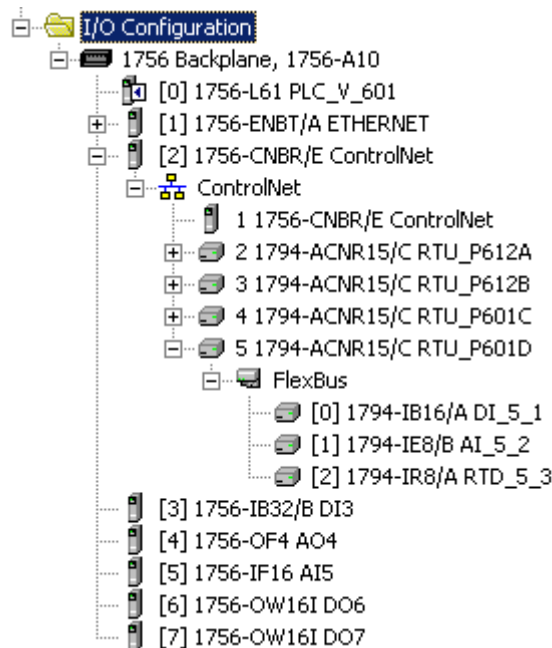 I/O Configuration
1756 Backplane, 1756-A10
[0] 1756-L61 PLC_V_601
[1] 1756-ENBT/A ETHERNET
[2] 1756-CNBR/E ControlNet
ControlNet
1 1756-CNBR/E ControlNet
2 1794-ACNR15/C RTU_P612A
3 1794-ACNR15/C RTU_P612B
4 1794-ACNR15/C RTU_P601C
5 1794-ACNR15/C RTU_P601D
FlexBus
[0] 1794-IB16/A DI_5_1
[1] 1794-IE8/B AI_5_2
[2] 1794-IR8/A RTD_5_3
[3] 1756-IB32/B DI3
[4] 1756-OF4 AO4
[5] 1756-IF16 AI5
[6] 1756-OW16I DO6
[7] 1756-OW16I DO7